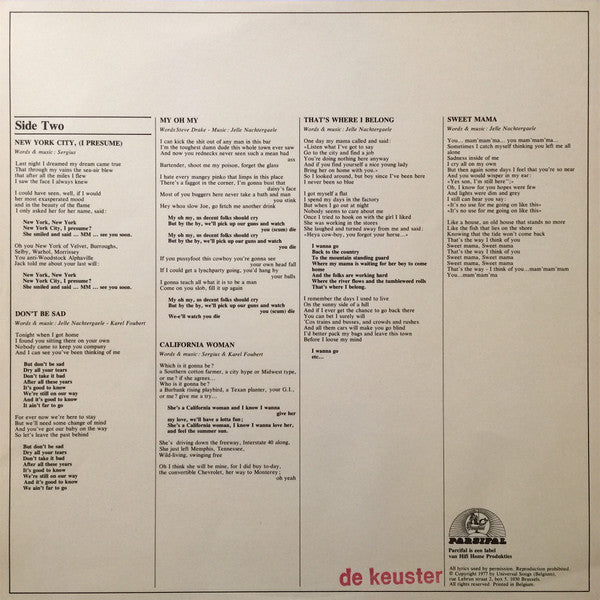 Side Two
NEW YORK CITY, (I PRESUME)
Words & music : Sergius
Last night I dreamed my dream came true
That through my vains the sea-air blew
that after all the miles I flew
I saw the face I always knew
I could have seen, well, if I would
her most exasperated mood
and in the beauty of the flame
I only asked her for her name, said :
New York, New York
New York City, I presume?
She smiled and said ... MM ... see you soon.
Jack told me about your last will :
Oh you New York of Velvet, Burroughs,
Selby, Warhol, Morrissey
You anti-Woodstock Alphaville
New York, New York
New York City, I presume?
She smiled and said ... MM ... see you soon.
DON'T BE SAD
Words & music : Jelle Nachtergaele - Karel Foubert
Tonight when I got home
I found you sitting there on your own
Nobody came to keep you company
And I can see you've been thinking of me
But don't be sad
Dry all your tears
Don't take it bad
After all these years
It's good to know
We're still on our way
And it's good to know
It ain't far to go
For ever now we're here to stay
But we'll need some change of mind
And you've got our baby on the way
So let's leave the past behind
But don't be sad
Dry all your tears
Don't take it bad
After all these years
It's good to know
We're still on our way
And it's good to know
We ain't far to go
MY OH MY
Words Steve Drake - Music : Jelle Nachtergaele
I can kick the shit out of any man in this bar
I'm the toughest damn dude this whole town ever saw
And now you rednecks never seen such a mean bad
ass
Bartender, shoot me my poison, forget the glass
I hate every mangey pinko that limps in this place
There's a faggot in the corner, I'm gonna bust that
daisy's face
Most of you buggers here never take a bath and man
you stink
Hey whoo slow Joe, go fetch me another drink
My oh my, us decent folks should cry
But by the by, we'll pick up our guns and watch
you (scum) die
My oh my, us decent folks should cry
But by the by, we'll pick up our guns and watch
you die
If you pussyfoot this cowboy you're gonna see
your own head fall
If I could get a lynchparty going, you'd hang by
your balls
I gonna teach all what it is to be a man
Come on you slob, fill it up again
My oh my, us decent folks should cry
But by the by, we'll pick up our guns and watch
you (scum) die
We-e'll watch you die
CALIFORNIA WOMAN
Words & music : Sergius & Karel Foubert
Which is it gonna be?
a Southern cotton farmer, a city hype or Midwest type,
or me? if she agrees...
Who is it gonna be?
a Burbank rising playbird, a Texan planter, your G.I.,
or me? give me a try...
She's a California woman and I know I wanna
give her
my love, we'll have a lotta fun;
She's a California woman, I know I wanna love her,
and feel the summer sun.
She's driving down the freeway, Interstate 40 along,
She jost left Memphis, Tennessee,
Wild-living, swinging free
Oh I think she will be mine, for I did buy to-day,
the convertible Chevrolet, her way to Monterey :
oh yeah
THAT'S WHERE I BELONG
Words & music : Jelle Nachtergaele
One day my mama called and said :
«Listen what I've got to say
Go to the city and find a job
You're doing nothing here anyway
And if you find yourself a nice young lady
Bring her on home with you.»
So I looked around, but boy since I've been here
I never been so blue
I got myself a flat
I spend my days in the factory
But when I go out at night
Nobody seems to care about me
Once I tried to hook on with the girl I liked
She was working in the stores
She laughed and turned away from me and said :
«Heya cow-boy, you forgot your horse.»
I wanna go
Back to the country
To the mountain standing guard
Where my mama is waiting for her boy to come
home
And the folks are working hard
Where the river flows and the tumbleweed rolls
That's where I belong.
I remember the days I used to live
On the sunny side of a hill
And if I ever get the chance to go back there
You can bet I surely will
'Cos trains and busses, and crowds and rushes
And all them cars will make you go blind
I'd better pack my bags and leave this town
Before I loose my mind
I wanna go
etc...
SWEET MAMA
Words & music : Jelle Nachtergaele
You... mam'mam'ma... you mam'mam'ma...
Sometimes I catch myself thinking you left me all
alone
Sadness inside of me
I cry all on my own
But then again some days I feel that you're so near
And you would wisper in my ear:
«Yes son, I'm still here»:
Oh, I know for you hopes were few
And lights were din and grey
I still can hear you say :
«It's no use for me going on like this»
«It's no use for me going on like this»
Like a house, an old house that stands no more
Like the fish that lies on the shore
Knowing that the tide won't come back
That's the way I think of you
Sweet Mama, Sweet Mama
That's the way I think of you
Sweet Mama, Sweet Mama
Sweet Mama, Sweet Mama
That's the way - I think of you...mam'mam'mam
You...mam'mam'ma
PARSIFAL
Parcifal is een label
van Hifi Home Produkties
de keuster
All lyrics used by permission. Reproduction prohibited.
© Copyright 1977 by Universal Songs (Belgium),
rue Lebrun straat 2, box 5. 1030 Brussels.
All rights reserved. Printed in Belgium.